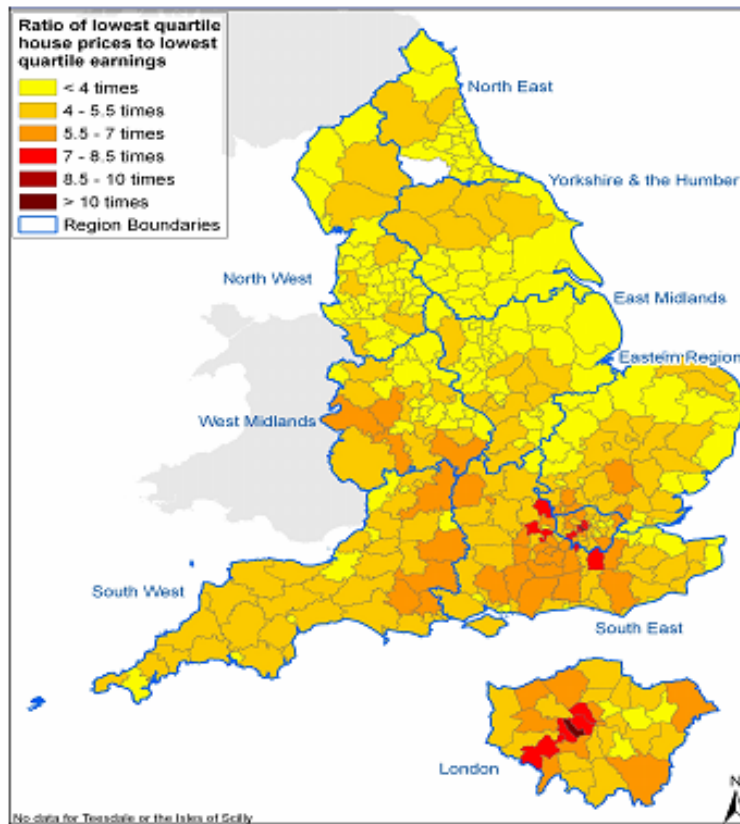 Ratio of lowest quartile
house prices to lowest
quartile earnings
< 4 times
4 - 5.5 times
5.5 - 7 times
7 - 8.5 times
8.5 - 10 times
> 10 times
Region Boundaries
North East
Yorkshire & the Humber
North West
East Midlands
Eastern Region
West Midlands
South West
South East
London
N
No data for Teesdale or the Isles of Scilly